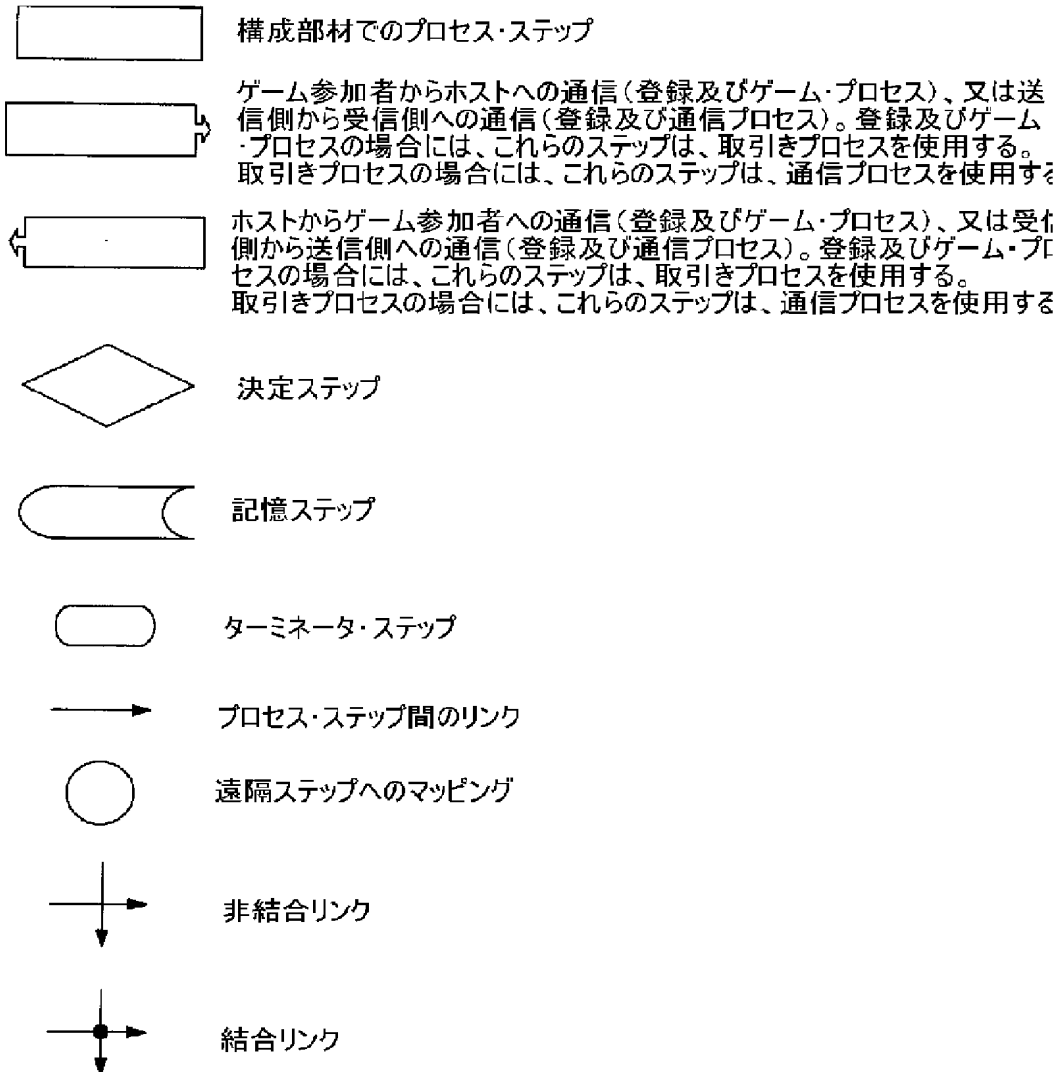 構成部材でのプロセス・ステップ
ゲーム参加者からホストへの通信(登録及びゲーム・プロセス)、又は送
信側から受信側への通信(登録及び通信プロセス)。登録及びゲーム
・プロセスの場合には、これらのステップは、取引きプロセスを使用する。
取引きプロセスの場合には、これらのステップは、通信プロセスを使用する
ホストからゲーム参加者への通信(登録及びゲーム・プロセス)、又は受信
側から送信側への通信(登録及び通信プロセス)。登録及びゲーム・プロ
セスの場合には、これらのステップは、取引きプロセスを使用する。
取引きプロセスの場合には、これらのステップは、通信プロセスを使用する
決定ステップ
記憶ステップ
ターミネータ・ステップ
プロセス・ステップ間のリンク
遠隔ステップへのマッピング
非結合リンク
結合リンク